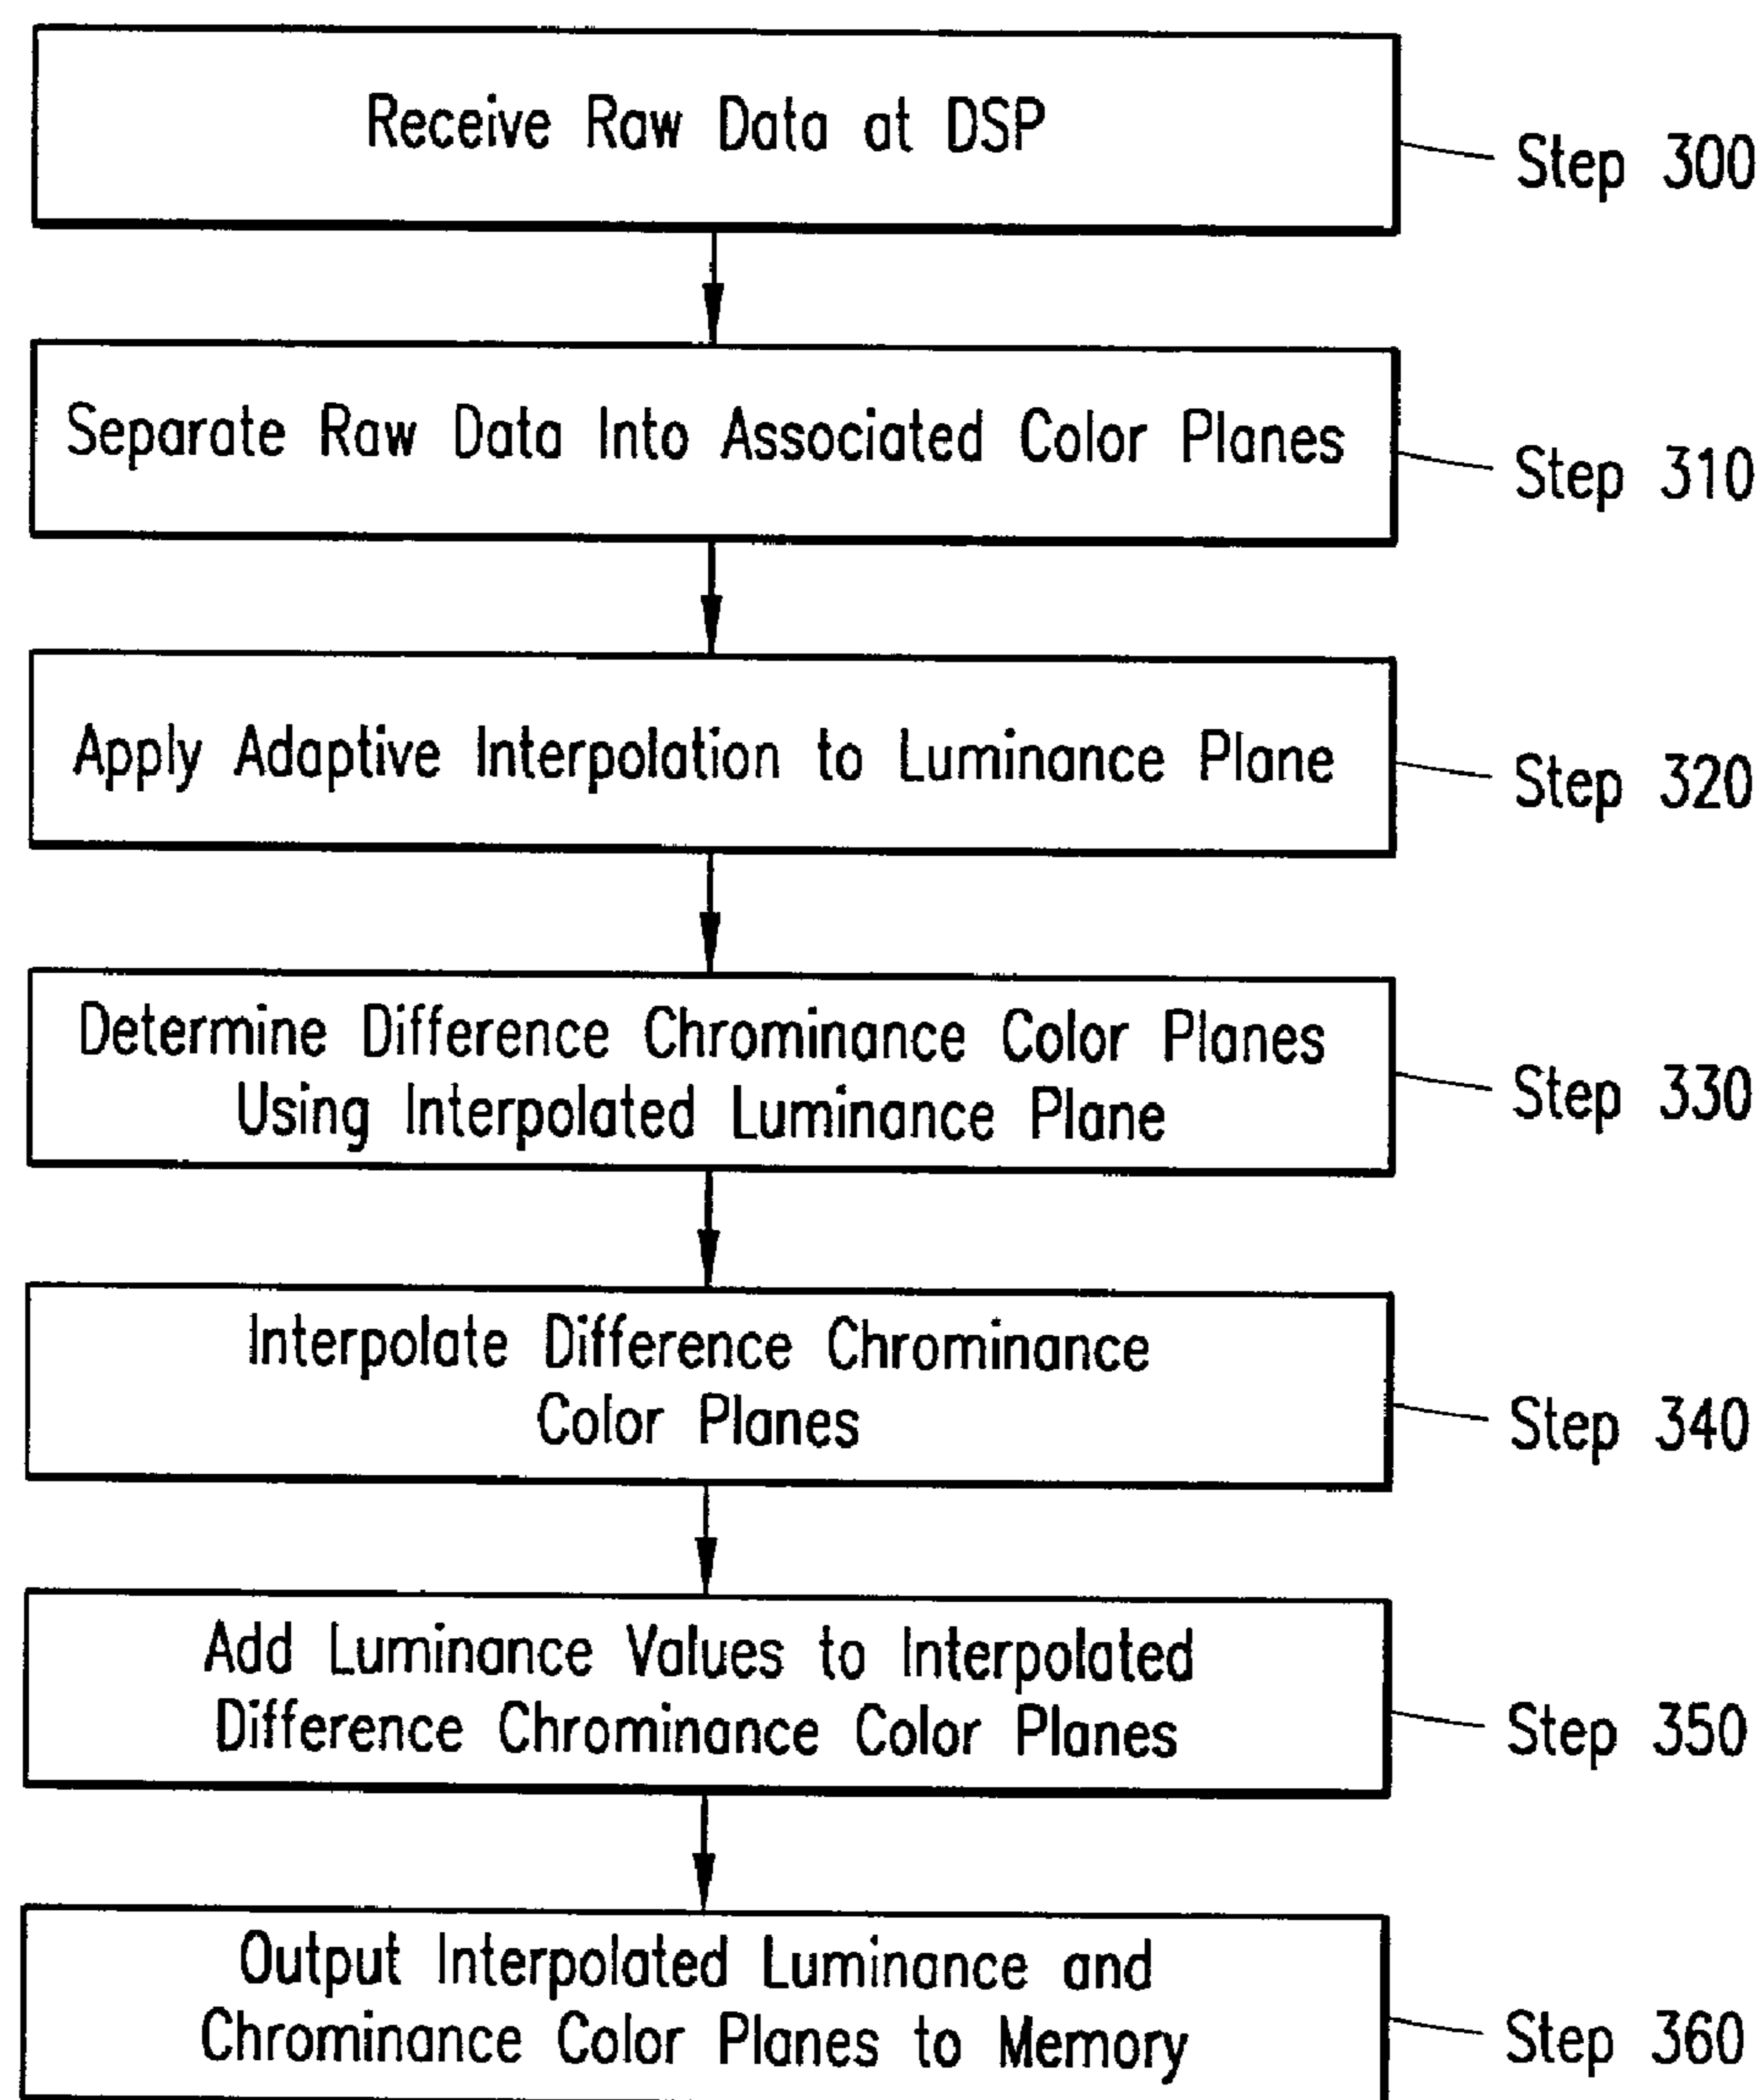 Receive Raw Data at DSP
Step 300
Separate Raw Data Into Associated Color Planes
Step 310
Apply Adaptive Interpolation to Luminance Plane
Step 320
Determine Difference Chrominance Color Planes
Using Interpolated Luminance Plane
Step 330
Interpolate Difference Chrominance
Color Planes
Step 340
Add Luminance Values to Interpolated
Difference Chrominance Color Planes
Step 350
Output Interpolated Luminance and
Chrominance Color Planes to Memory
Step 360